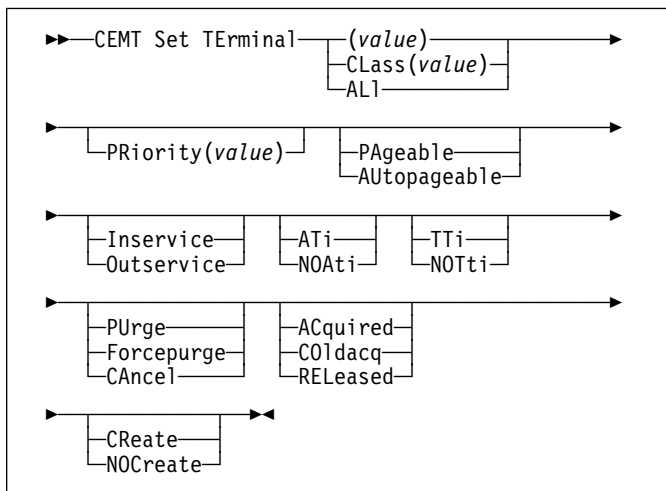 CEMT Set TErminal (value)
CLass(value)
ALl
PRiority(value) PAgeable
AUtopageable
Inservice ATi TTi
Outservice NOAti NOTti
PUrge ACquired
Forcepurge COldacq
CAncel RELeased
CReate
NOCreate